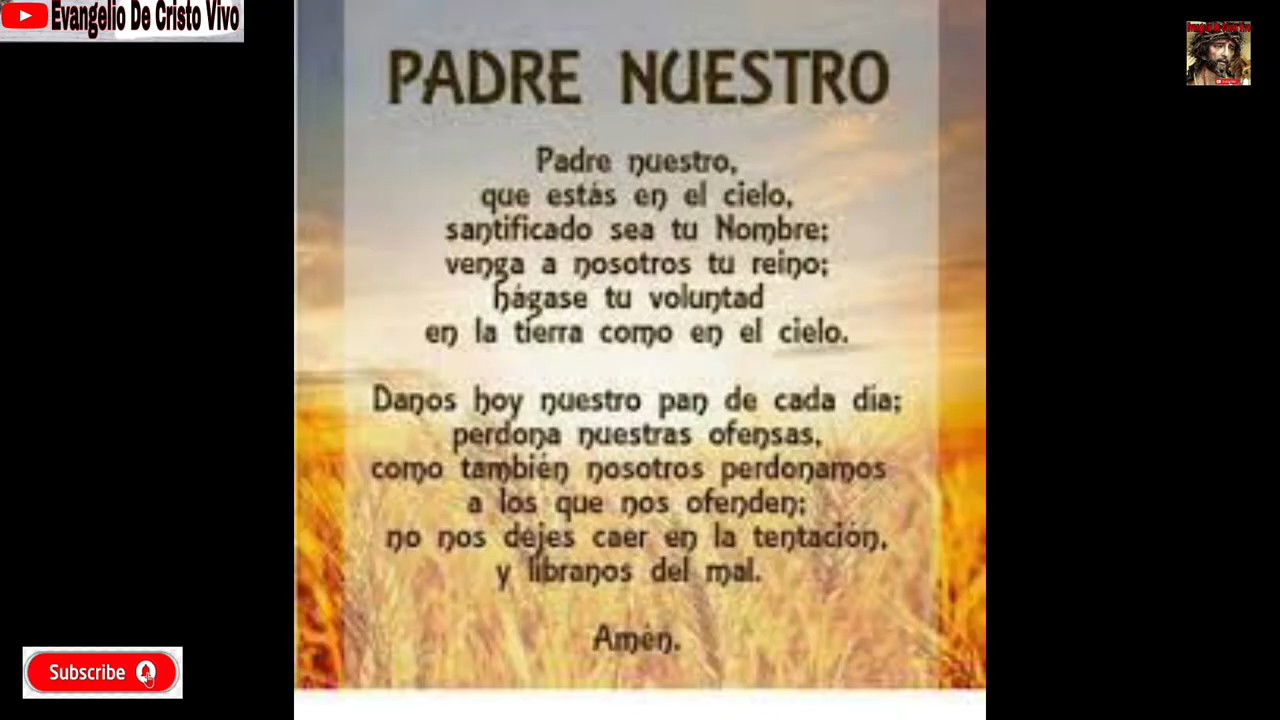 Evangelio De Cristo Vivo
PADRE NUESTRO
Padre nuestro,
que estás en el cielo,
santificado sea tu Nombre;
venga a nosotros tu reino;
hágase tu voluntad
en la tierra como en el cielo.
Danos hoy nuestro pan de cada día;
perdona nuestras ofensas,
como también nosotros perdonamos
a los que nos ofenden;
no nos dejes caer en la tentación,
y líbranos del mal.
Amén.
Subscribe